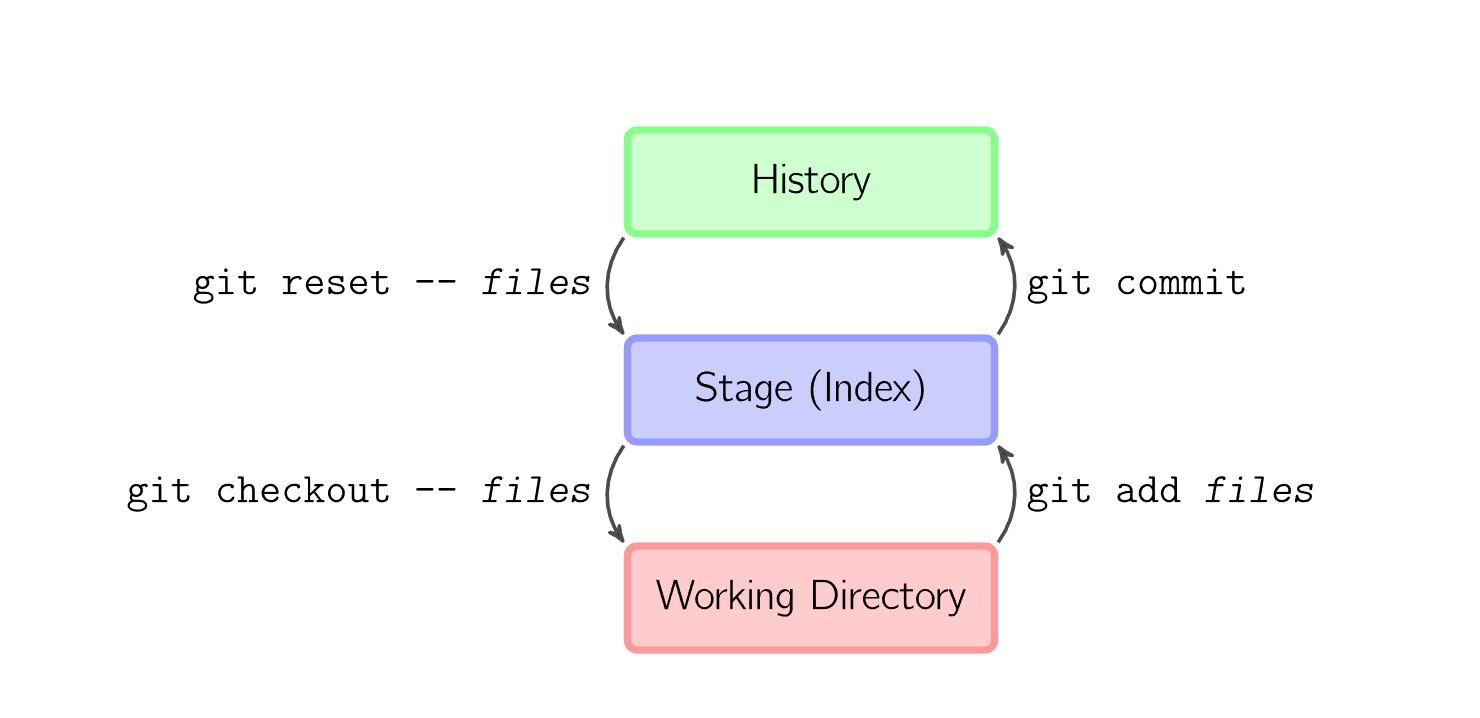 History
git reset -- files
git commit
Stage (Index)
git checkout -- files
git add files
Working Directory